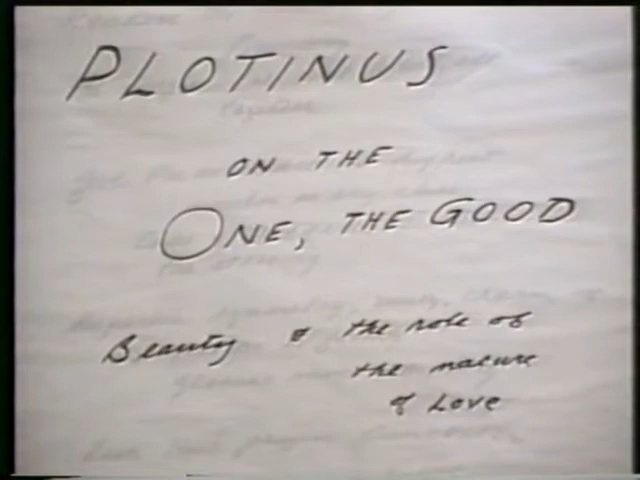 PLOTINUS
ON THE
ONE, THE GOOD
Beauty & the role of
the nature
of Love